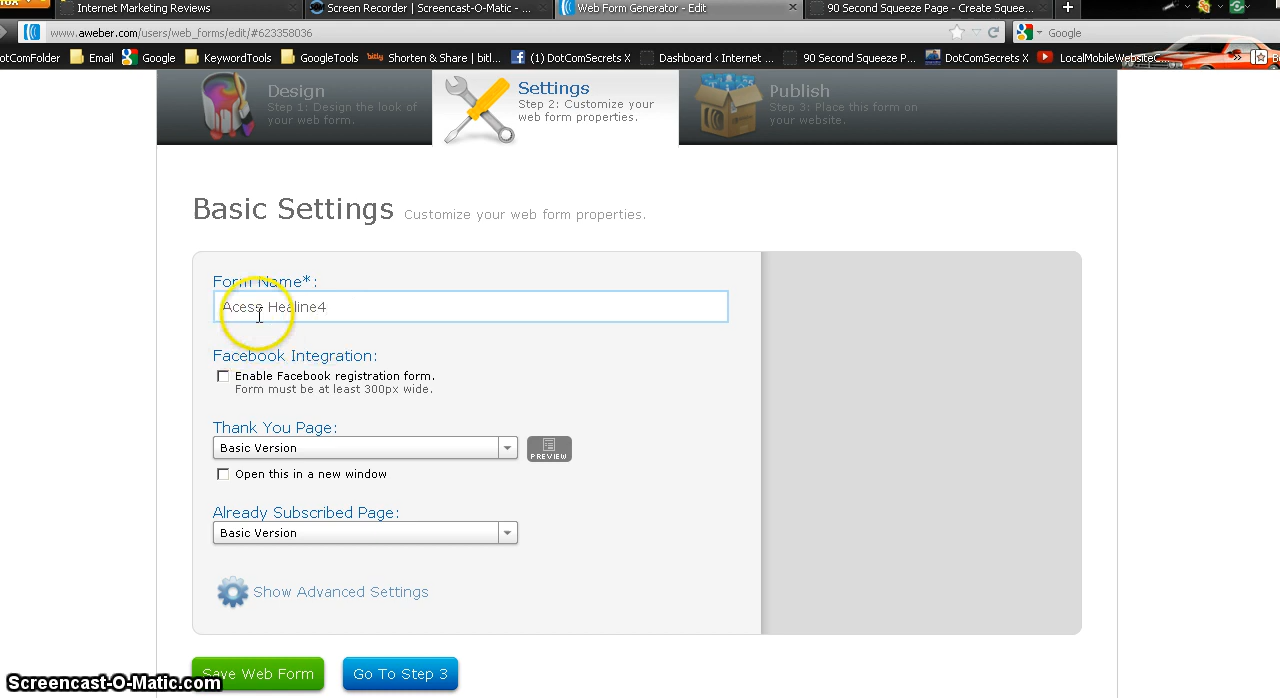 Internet Marketing Reviews
Screen Recorder | Screencast-O-Matic - ...
Web Form Generator - Edit
90 Second Squeeze Page - Create Squee...
www.aweber.com/users/web_forms/edit/#623358036
Google
otComFolder
Email
Google
KeyWordTools
GoogleTools
bitly
Shorten & Share | bitl...
(1) DotComSecrets X
Dashboard ‹ Internet ...
90 Second Squeeze P...
DotComSecrets X
LocalMobileWebsiteC...
Design
Step 1: Design the look of
your web form.
Settings
Step 2: Customize your
web form properties.
Publish
Step 3: Place this form on
your website.
Basic Settings Customize your web form properties.
Form Name*:
Acess Healine4
Facebook Integration:
Enable Facebook registration form.
Form must be at least 300px wide.
Thank You Page:
Basic Version
PREVIEW
Open this in a new window
Already Subscribed Page:
Basic Version
Show Advanced Settings
Save Web Form
Go To Step 3
Screencast-O-Matic.com